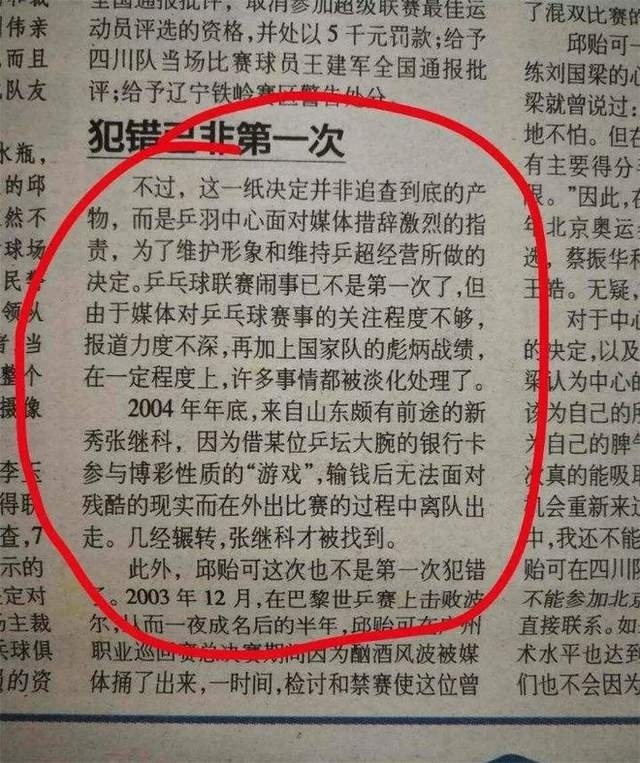 伟亲
而且
队友
水瓶，
的邱
然不
球场
民警
领队
当
整个
摄像
李玉
得联
查，7
示的
定对
主裁
乒球俱
的资
全国通报批评，取消参加超级联赛最佳运
动员评选的资格，并处以5千元罚款；给予
四川队当场比赛球员王建军全国通报批
评；给予辽宁铁岭赛区警告处分。
犯错已非第一次
不过，这一纸决定并非追查到底的产
物，而是乒羽中心面对媒体措辞激烈的指
责，为了维护形象和维持乒超经营所做的
决定。乒乓球联赛闹事已不是第一次了，但
由于媒体对乒乓球赛事的关注程度不够，
报道力度不深，再加上国家队的彪炳战绩，
在一定程度上，许多事情都被淡化处理了。
2004年年底，来自山东颇有前途的新
秀张继科，因为借某位乒坛大腕的银行卡
参与博彩性质的“游戏”，输钱后无法面对
残酷的现实而在外出比赛的过程中离队出
走。几经辗转，张继科才被找到。
此外，邱贻可这次也不是第一次犯错
了。2003年12月，在巴黎世乒赛上击败波
尔，从而一夜成名后的半年，邱贻可在广州
职业巡回赛总决赛期间因为酗酒风波被媒
体捅了出来，一时间，检讨和禁赛使这位曾
了混双比赛的
邱贻可一
练刘国梁的心
梁就曾说过：
地不怕。但在
有主要得分
限。”因此，在
年北京奥运
选，蔡振华和
王皓。无疑，
对于中心
的决定，以及
梁认为中心的
该为自己的所
为自己的脾气
次真的能吸取
机会重新来过
中，我还不能
贻可在四川队
不能参加北京
直接联系。如
术水平也达到
们也不会因为